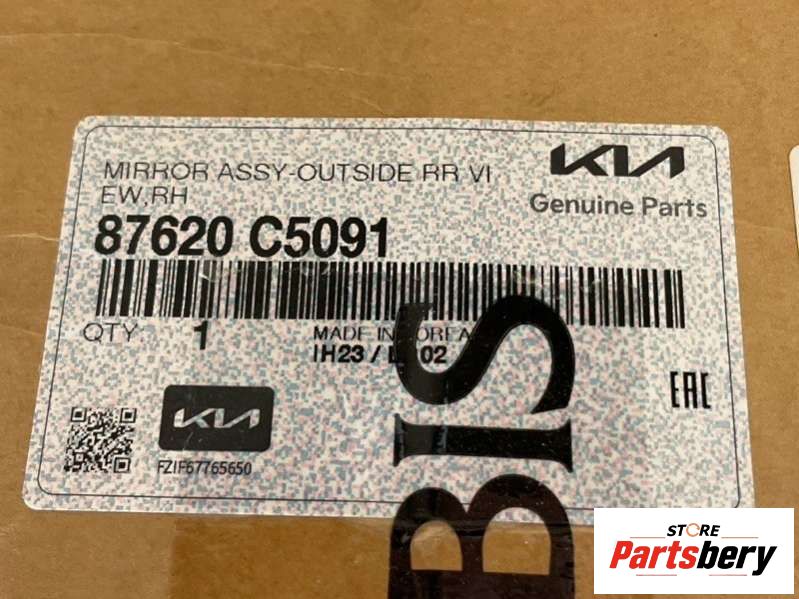 MIRROR ASSY-OUTSIDE RR VI
EW,RH
KIA
Genuine Parts
87620 C5091
QTY. 1
MADE IN KOREA
IH23 /
EAC
KIA
FZIF67765650
BIS
STORE
Partsbery